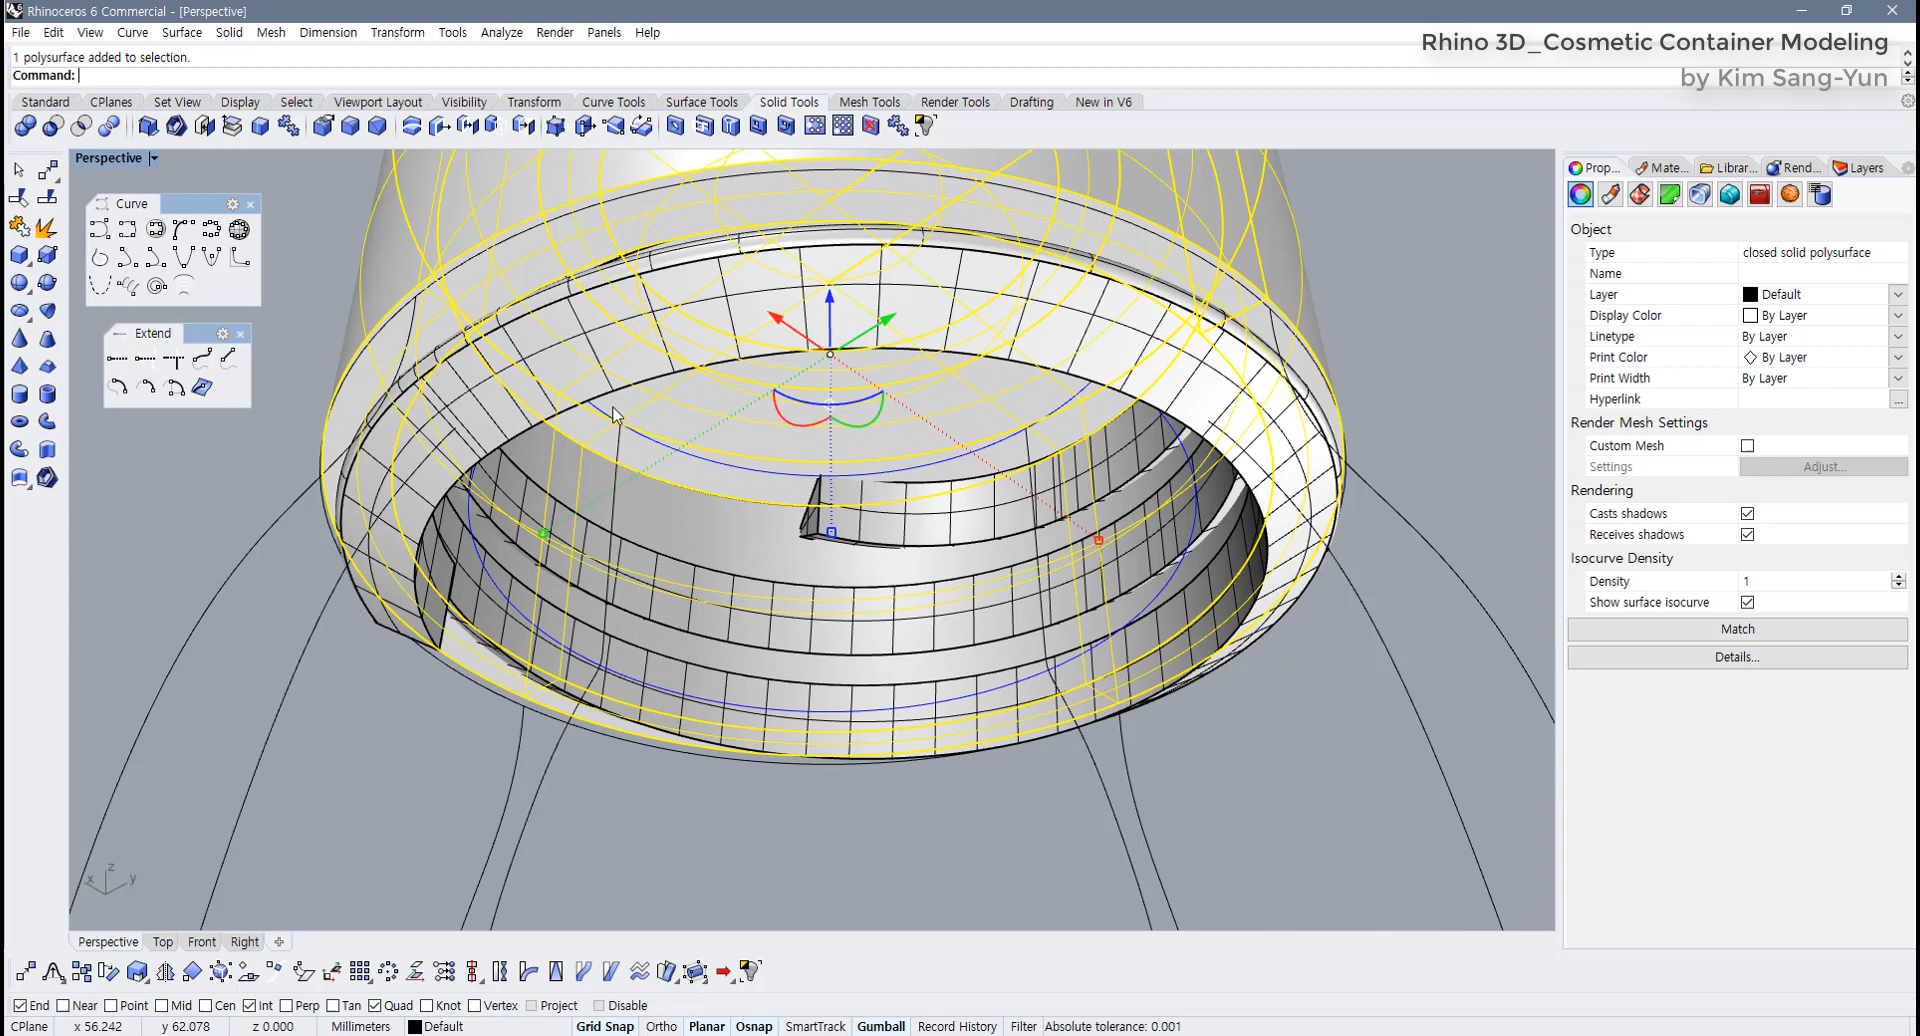 Rhinoceros 6 Commercial - [Perspective]
File Edit View Curve Surface Solid Mesh Dimension Transform Tools Analyze Render Panels Help
Rhino 3D_Cosmetic Container Modeling
by Kim Sang-Yun
1 polysurface added to selection.
Command:
Standard CPlanes Set View Display Select Viewport Layout Visibility Transform Curve Tools Surface Tools Solid Tools Mesh Tools Render Tools Drafting New in V6
Perspective
Prop... Mate... Librar... Rend... Layers
Curve
Extend
Object
Type closed solid polysurface
Name
Layer Default
Display Color By Layer
Linetype By Layer
Print Color By Layer
Print Width By Layer
Hyperlink ...
Render Mesh Settings
Custom Mesh
Settings Adjust...
Rendering
Casts shadows
Receives shadows
Isocurve Density
Density 1
Show surface isocurve
Match
Details...
z
x y
Perspective Top Front Right
End Near Point Mid Cen Int Perp Tan Quad Knot Vertex Project Disable
CPlane x 56.242 y 62.078 z 0.000 Millimeters Default Grid Snap Ortho Planar Osnap SmartTrack Gumball Record History Filter Absolute tolerance: 0.001